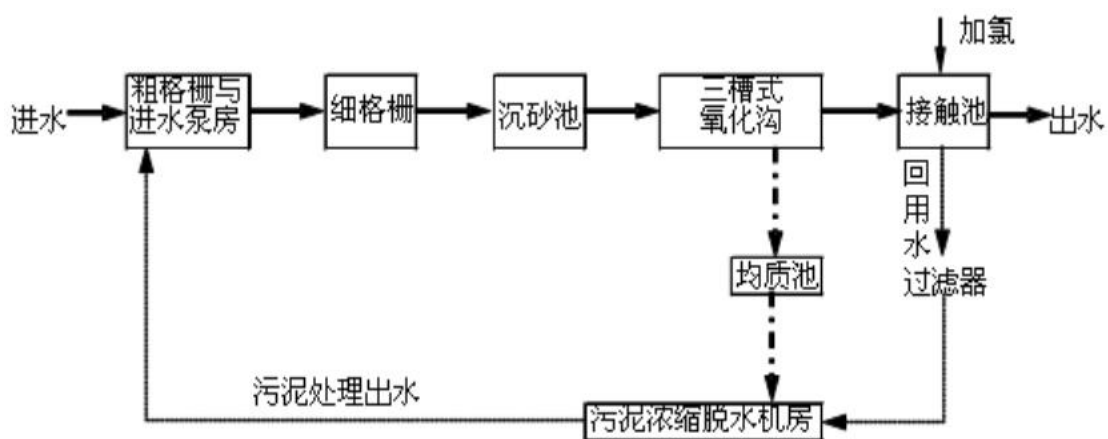 加氯
进水
粗格栅与
进水泵房
细格栅
沉砂池
三槽式
氧化沟
接触池
出水
回
用
水
过滤器
均质池
污泥处理出水
污泥浓缩脱水机房